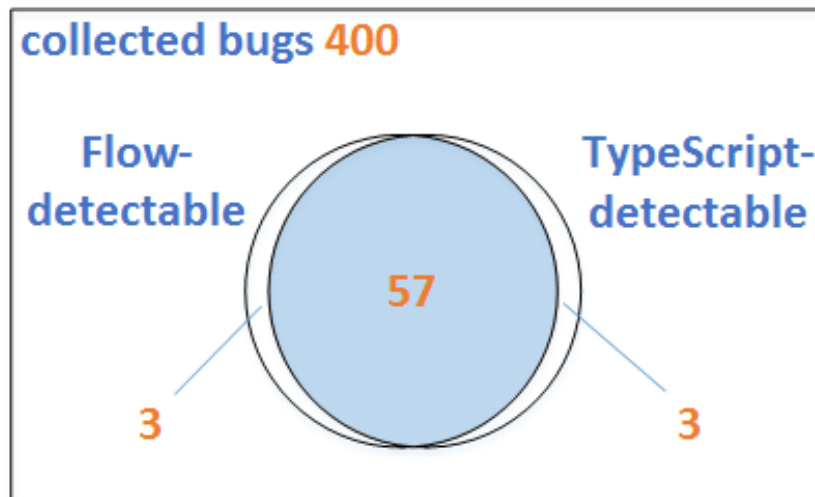 collected bugs 400
Flow-
detectable
TypeScript-
detectable
57
3
3